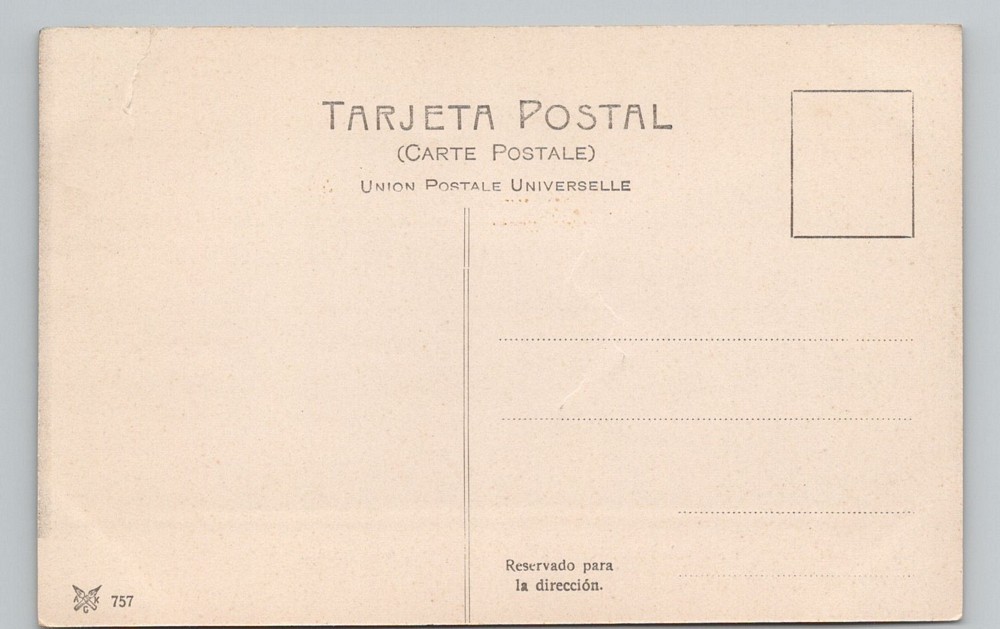 TARJETA POSTAL
(CARTE POSTALE)
UNION POSTALE UNIVERSELLE
Reservado para
la dirección.
757